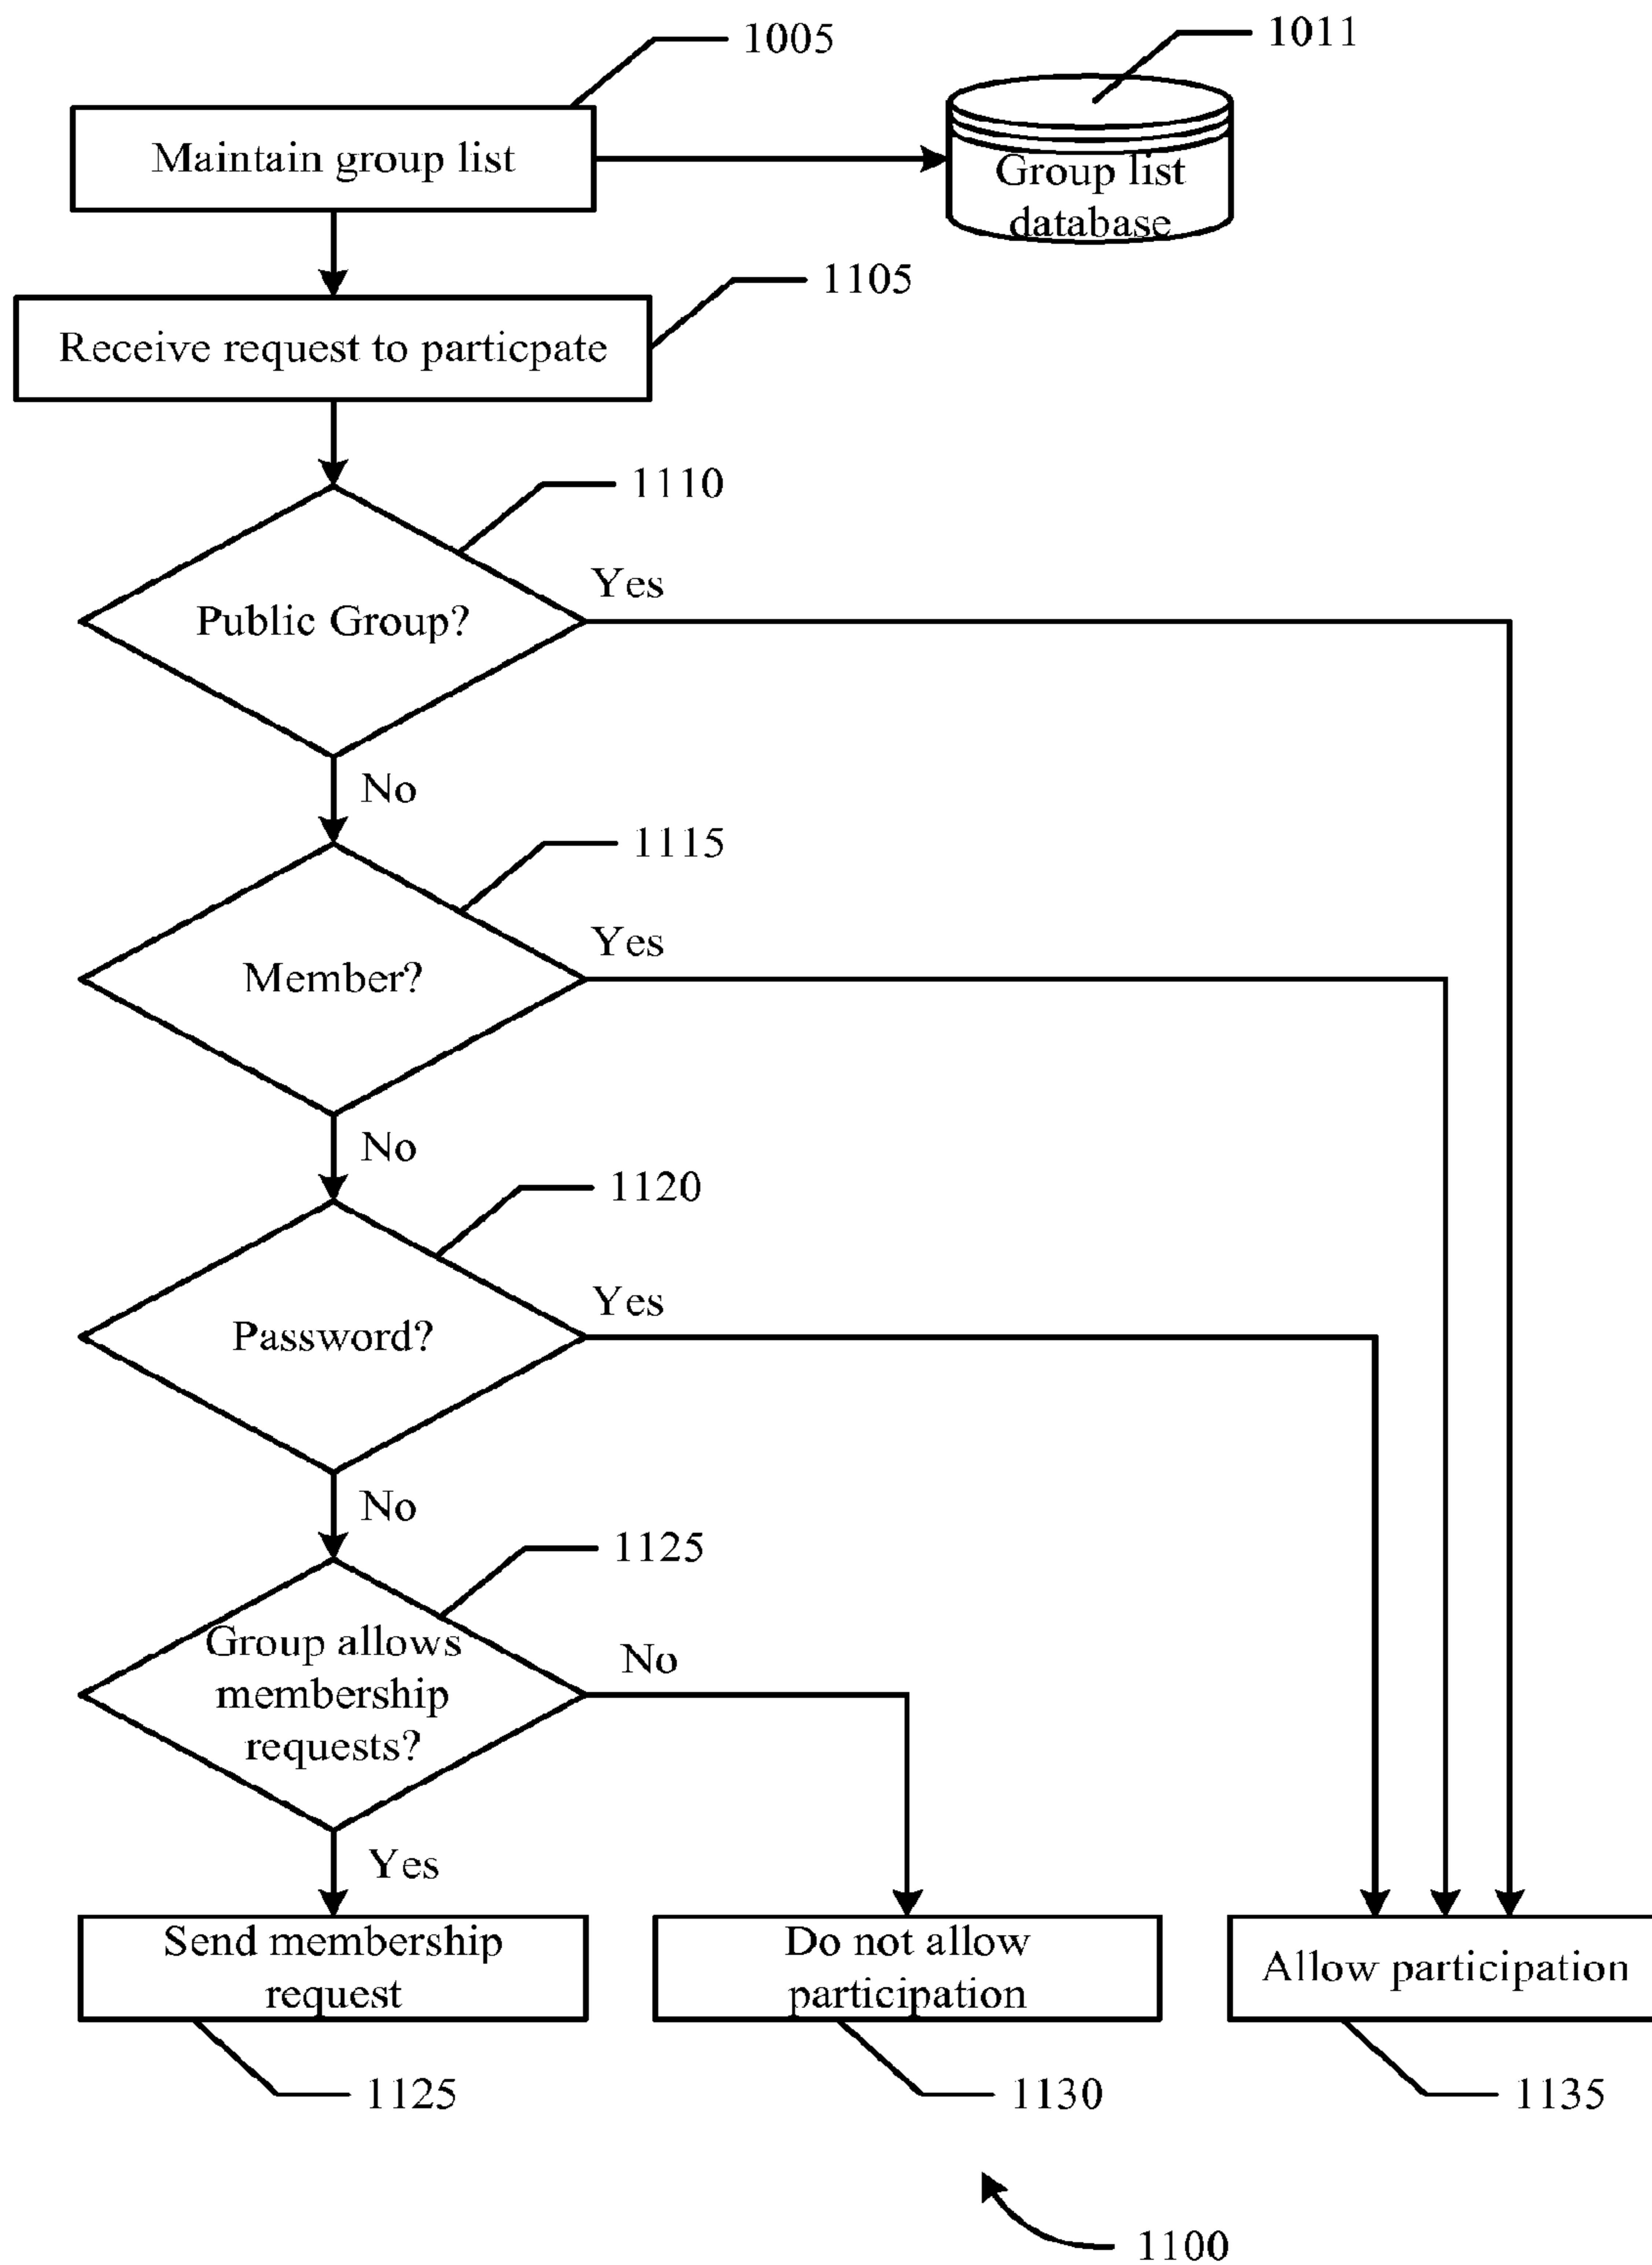 1005
1011
Maintain group list
Group list
database
1105
Receive request to particpate
1110
Yes
Public Group?
No
1115
Yes
Member?
No
1120
Yes
Password?
No
1125
Group allows
membership
requests?
No
Yes
Send membership
request
Do not allow
participation
Allow participation
1125
1130
1135
1100